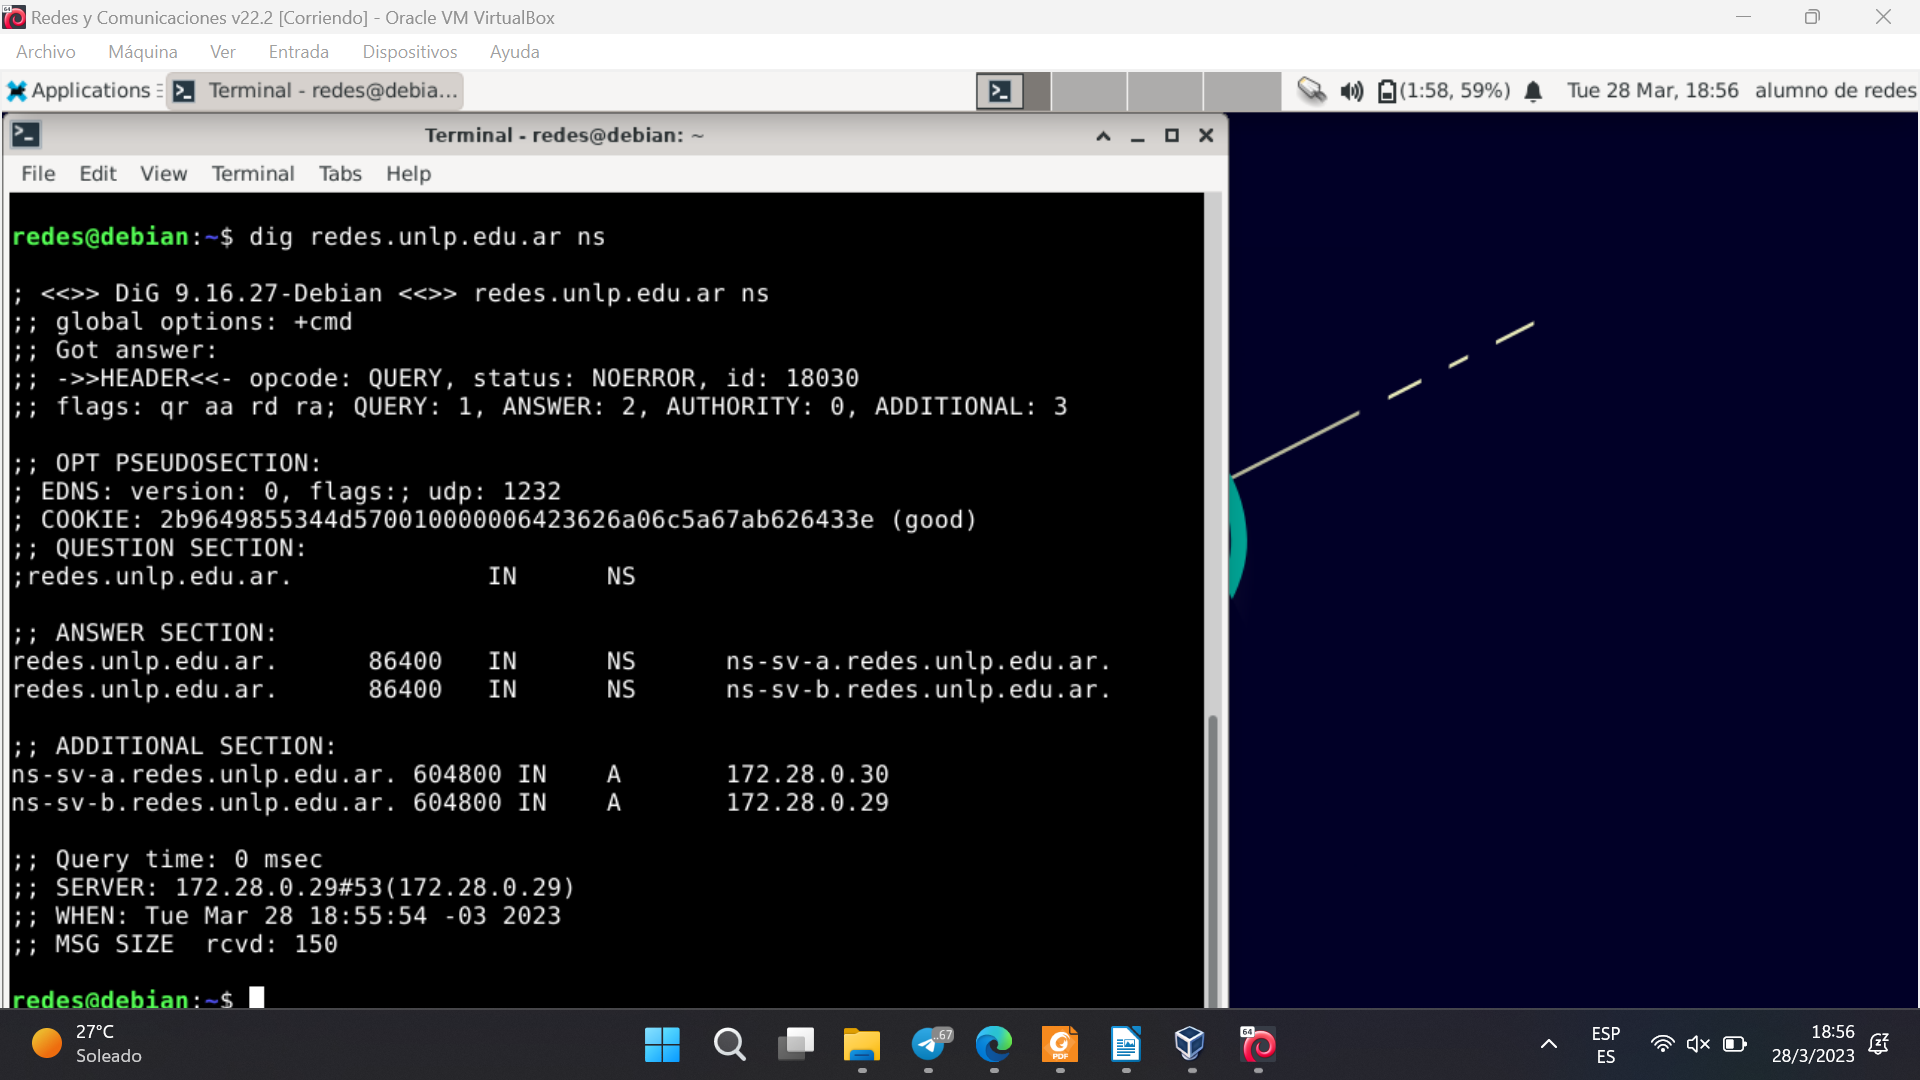 Redes y Comunicaciones v22.2 [Corriendo] - Oracle VM VirtualBox
Archivo Máquina Ver Entrada Dispositivos Ayuda
Applications Terminal - redes@debia... (1:58, 59%) Tue 28 Mar, 18:56 alumno de redes
Terminal - redes@debian: ~
File Edit View Terminal Tabs Help
redes@debian:~$ dig redes.unlp.edu.ar ns
; <<>> DiG 9.16.27-Debian <<>> redes.unlp.edu.ar ns
;; global options: +cmd
;; Got answer:
;; ->>HEADER<<- opcode: QUERY, status: NOERROR, id: 18030
;; flags: qr aa rd ra; QUERY: 1, ANSWER: 2, AUTHORITY: 0, ADDITIONAL: 3
;; OPT PSEUDOSECTION:
; EDNS: version: 0, flags:; udp: 1232
; COOKIE: 2b9649855344d570010000006423626a06c5a67ab626433e (good)
;; QUESTION SECTION:
;redes.unlp.edu.ar. IN NS
;; ANSWER SECTION:
redes.unlp.edu.ar. 86400 IN NS ns-sv-a.redes.unlp.edu.ar.
redes.unlp.edu.ar. 86400 IN NS ns-sv-b.redes.unlp.edu.ar.
;; ADDITIONAL SECTION:
ns-sv-a.redes.unlp.edu.ar. 604800 IN A 172.28.0.30
ns-sv-b.redes.unlp.edu.ar. 604800 IN A 172.28.0.29
;; Query time: 0 msec
;; SERVER: 172.28.0.29#53(172.28.0.29)
;; WHEN: Tue Mar 28 18:55:54 -03 2023
;; MSG SIZE rcvd: 150
redes@debian:~$
27°C
Soleado
..67
PDF
64
ESP
ES
18:56
28/3/2023